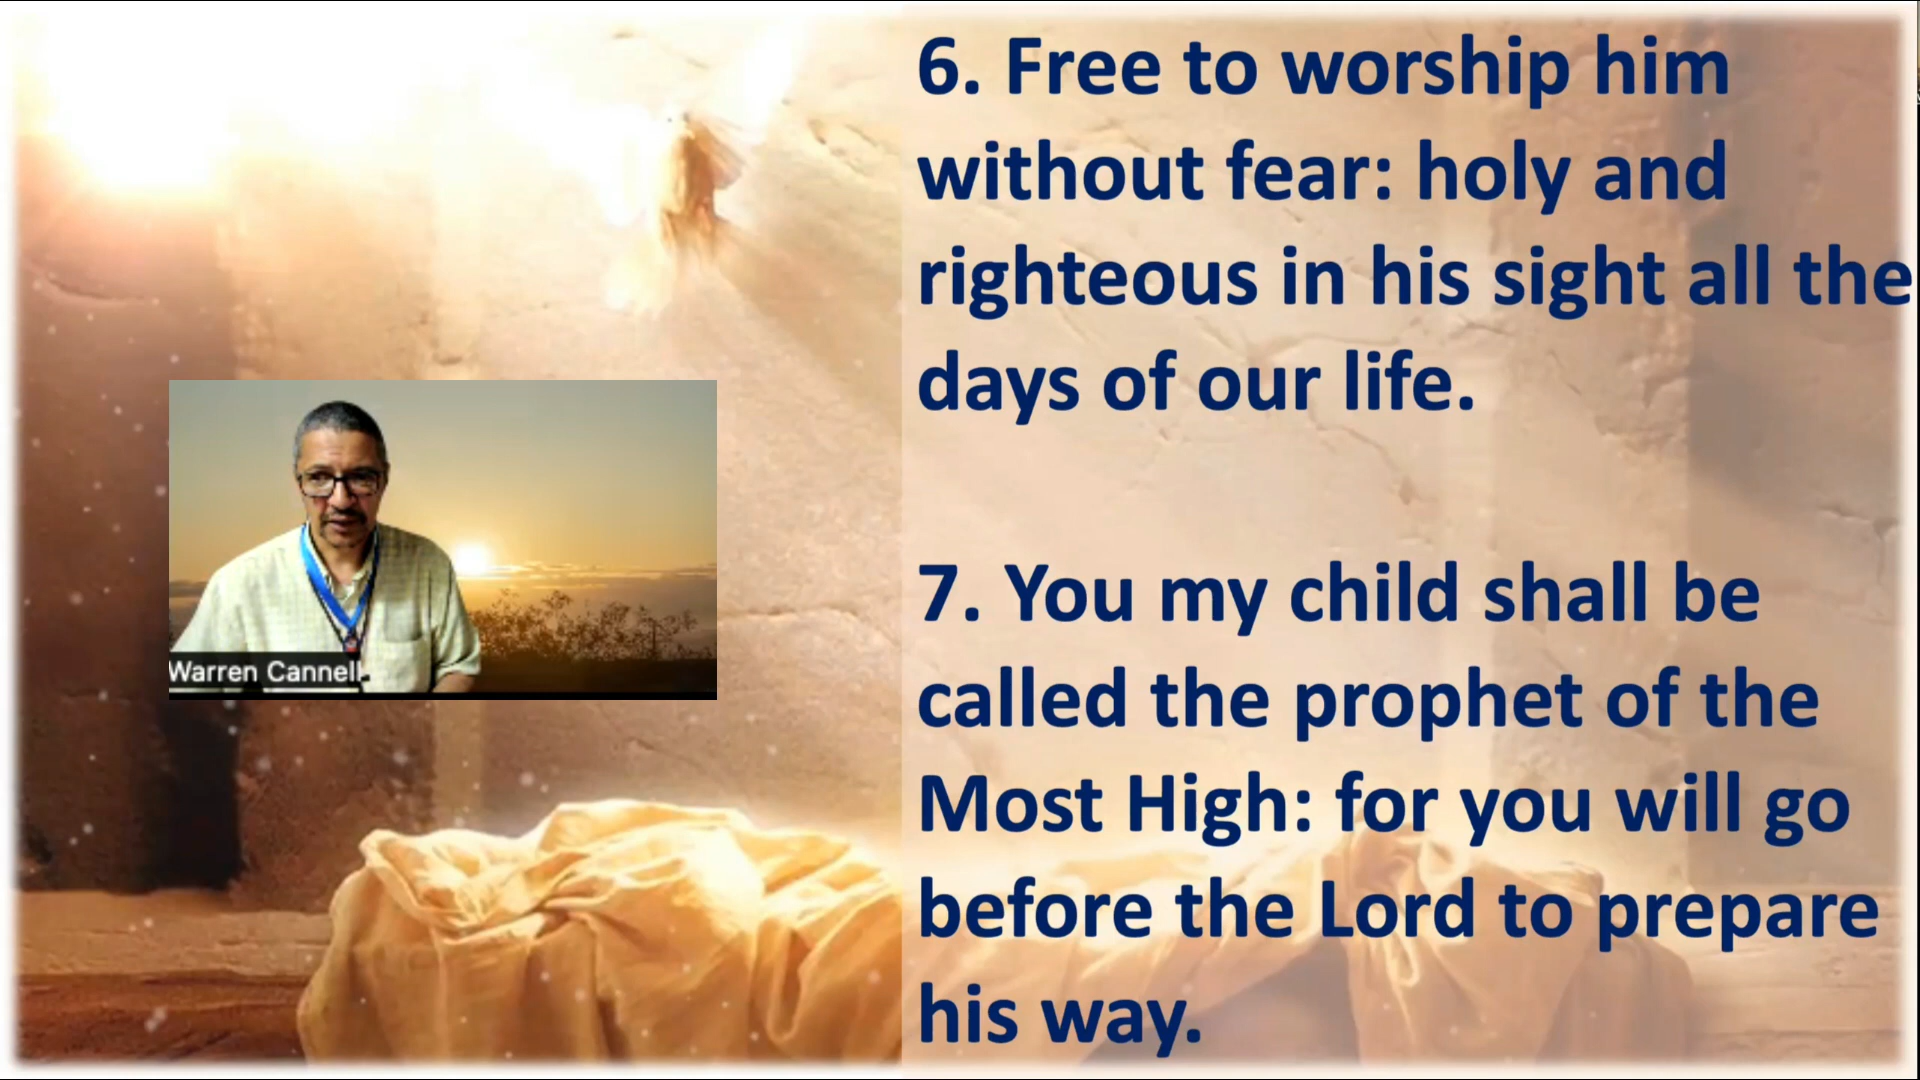 6. Free to worship him
without fear: holy and
righteous in his sight all the
days of our life.
7. You my child shall be
called the prophet of the
Most High: for you will go
before the Lord to prepare
his way.
Warren Cannell